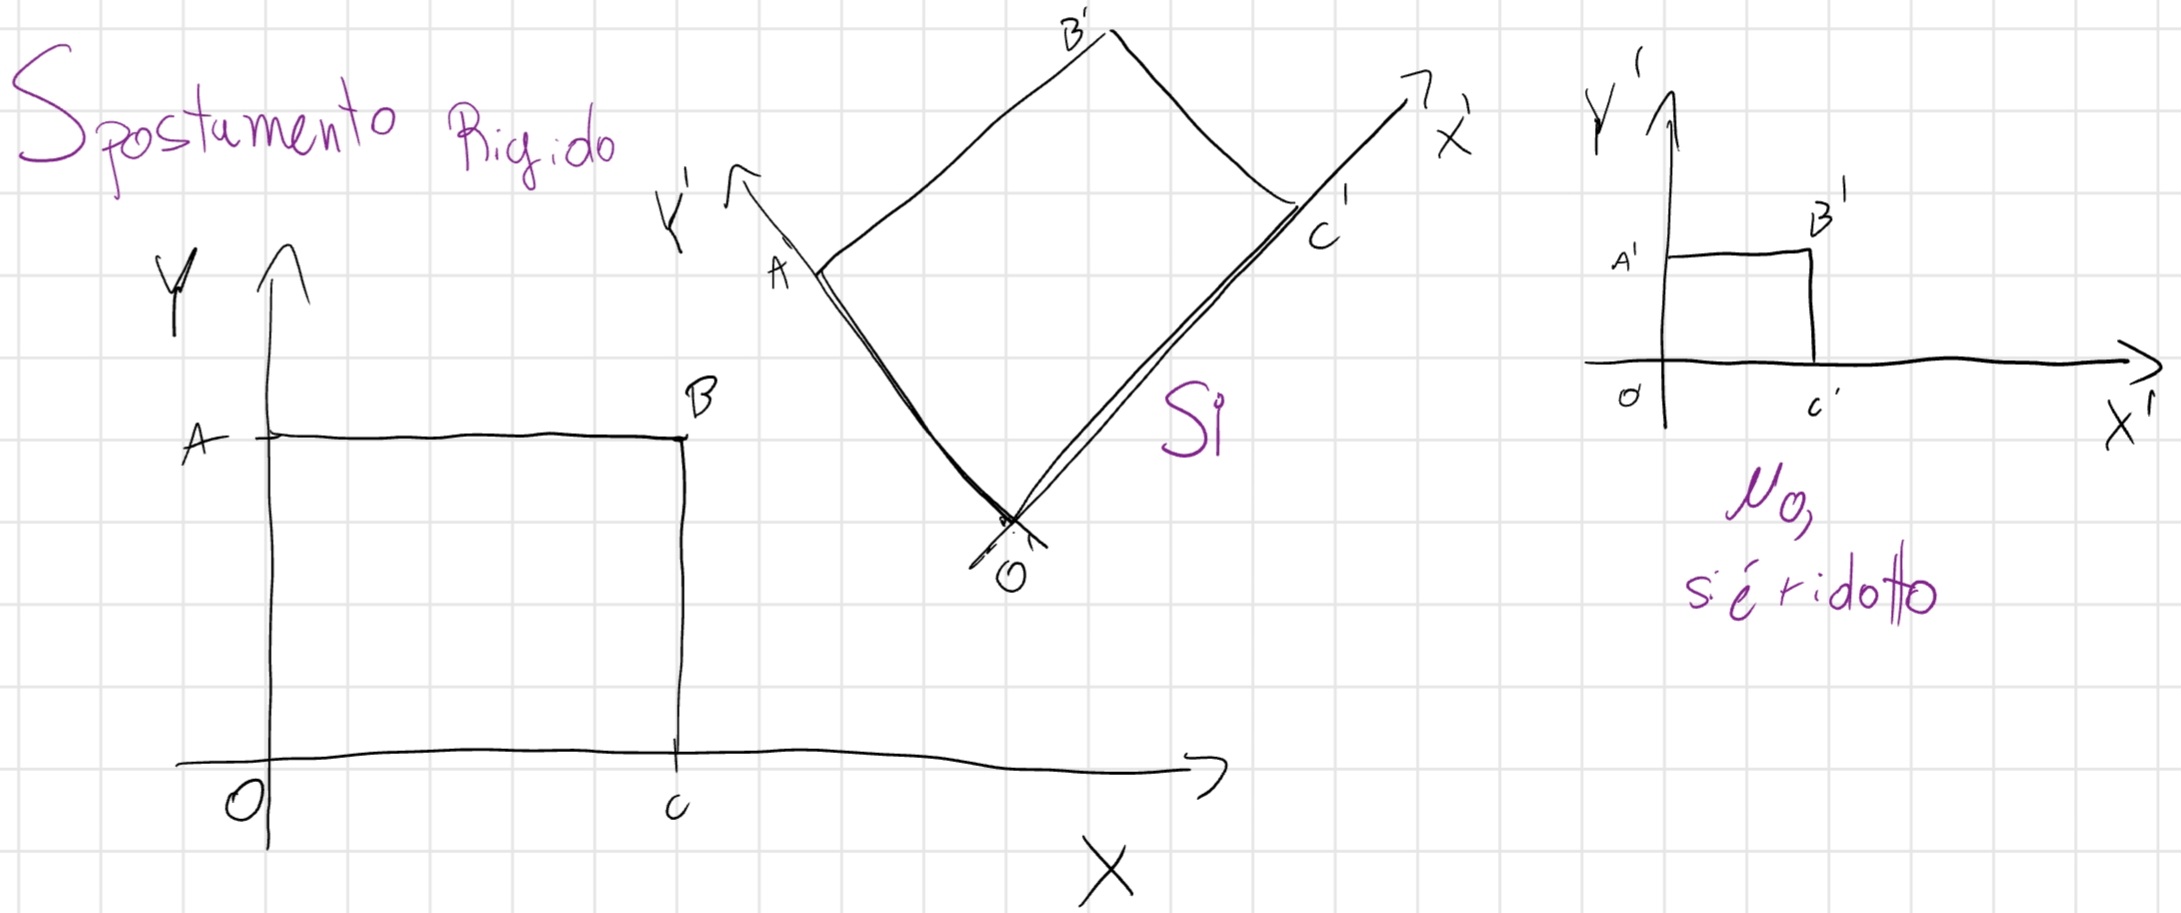 Spostamento Rigido
Y
A
B
O
C
X
Y'
A
B'
C'
X'
O'
Si
Y'
A'
B'
O'
C'
X'
No,
si é ridotto